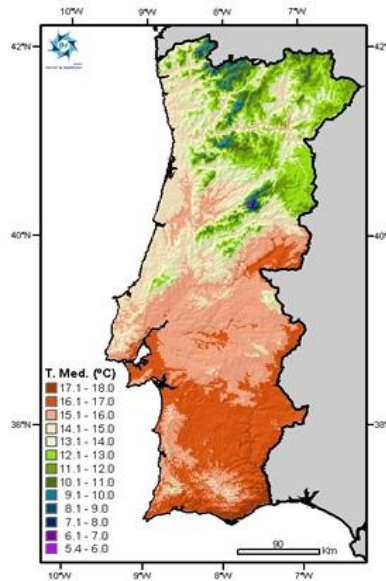 10°W 9°W 8°W 7°W
42°N 42°N
40°N 40°N
38°N 38°N
T. Med. (ºC)
17.1 - 18.0
16.1 - 17.0
15.1 - 16.0
14.1 - 15.0
13.1 - 14.0
12.1 - 13.0
11.1 - 12.0
10.1 - 11.0
9.1 - 10.0
8.1 - 9.0
7.1 - 8.0
6.1 - 7.0
5.4 - 6.0
90
Km
10°W 9°W 8°W 7°W